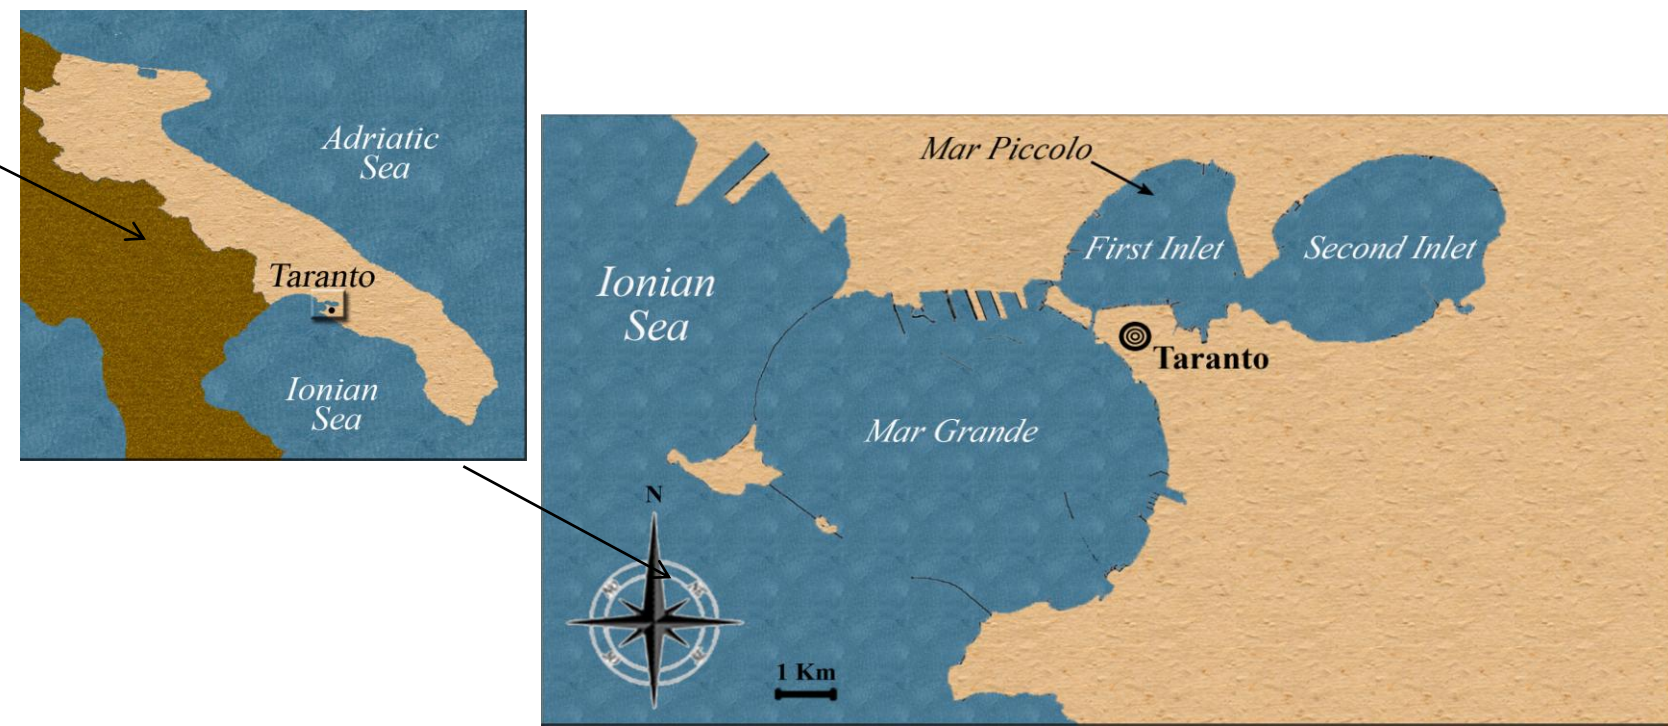 Adriatic
Sea
Taranto
Ionian
Sea
Mar Piccolo
First Inlet
Second Inlet
Ionian
Sea
Taranto
Mar Grande
N
1 Km